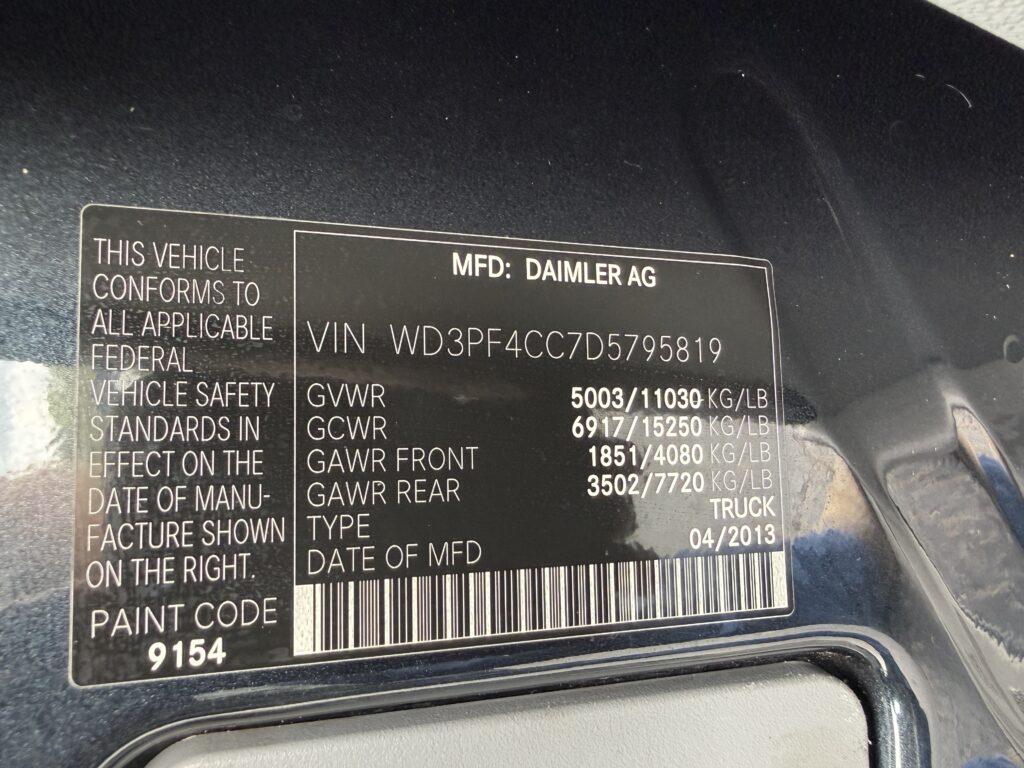 THIS VEHICLE
CONFORMS TO
ALL APPLICABLE
FEDERAL
VEHICLE SAFETY
STANDARDS IN
EFFECT ON THE
DATE OF MANU-
FACTURE SHOWN
ON THE RIGHT.
PAINT CODE
9154
MFD: DAIMLER AG
VIN WD3PF4CC7D5795819
GVWR 5003/11030 KG/LB
GCWR 6917/15250 KG/LB
GAWR FRONT 1851/4080 KG/LB
GAWR REAR 3502/7720 KG/LB
TYPE TRUCK
DATE OF MFD 04/2013